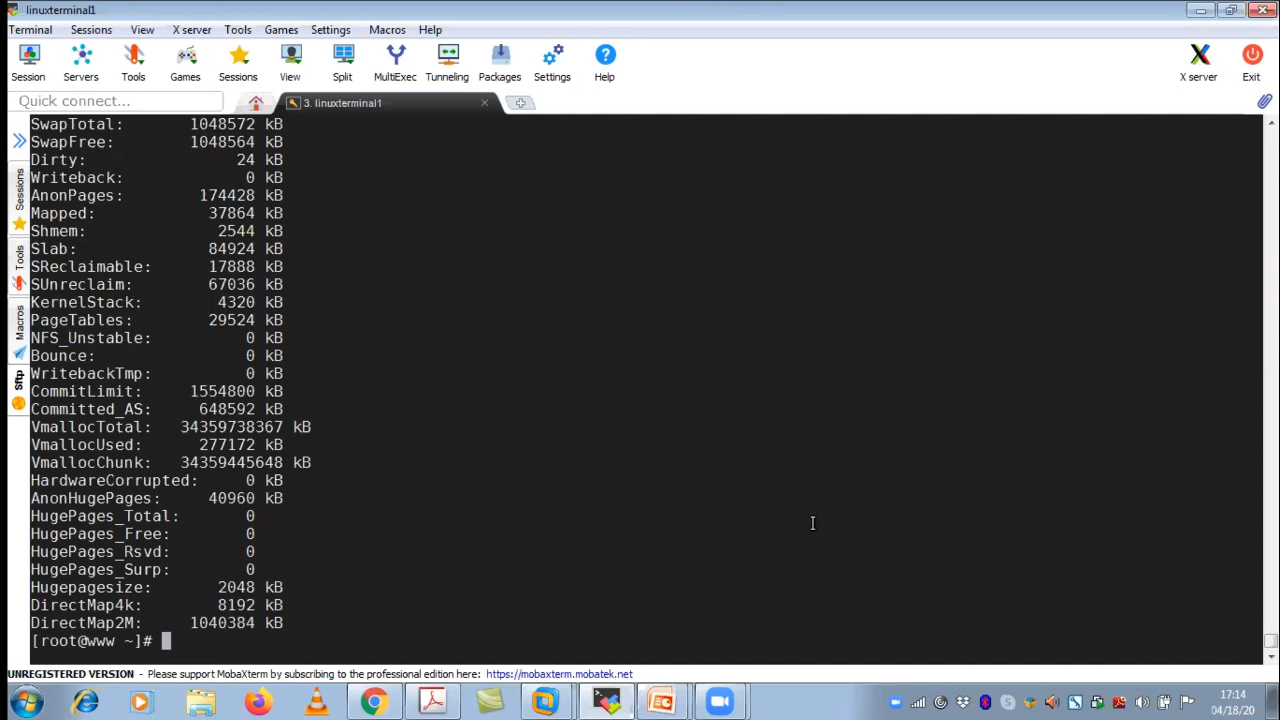 linuxterminal1
Terminal Sessions View X server Tools Games Settings Macros Help
Session Servers Tools Games Sessions View Split MultiExec Tunneling Packages Settings Help X server Exit
Quick connect...
3. linuxterminal1
Sessions
Tools
Macros
Sftp
SwapTotal: 1048572 kB
SwapFree: 1048564 kB
Dirty: 24 kB
Writeback: 0 kB
AnonPages: 174428 kB
Mapped: 37864 kB
Shmem: 2544 kB
Slab: 84924 kB
SReclaimable: 17888 kB
SUnreclaim: 67036 kB
KernelStack: 4320 kB
PageTables: 29524 kB
NFS_Unstable: 0 kB
Bounce: 0 kB
WritebackTmp: 0 kB
CommitLimit: 1554800 kB
Committed_AS: 648592 kB
VmallocTotal: 34359738367 kB
VmallocUsed: 277172 kB
VmallocChunk: 34359445648 kB
HardwareCorrupted: 0 kB
AnonHugePages: 40960 kB
HugePages_Total: 0
HugePages_Free: 0
HugePages_Rsvd: 0
HugePages_Surp: 0
Hugepagesize: 2048 kB
DirectMap4k: 8192 kB
DirectMap2M: 1040384 kB
[root@www ~]#
UNREGISTERED VERSION - Please support MobaXterm by subscribing to the professional edition here: https://mobaxterm.mobatek.net
17:14
04/18/20